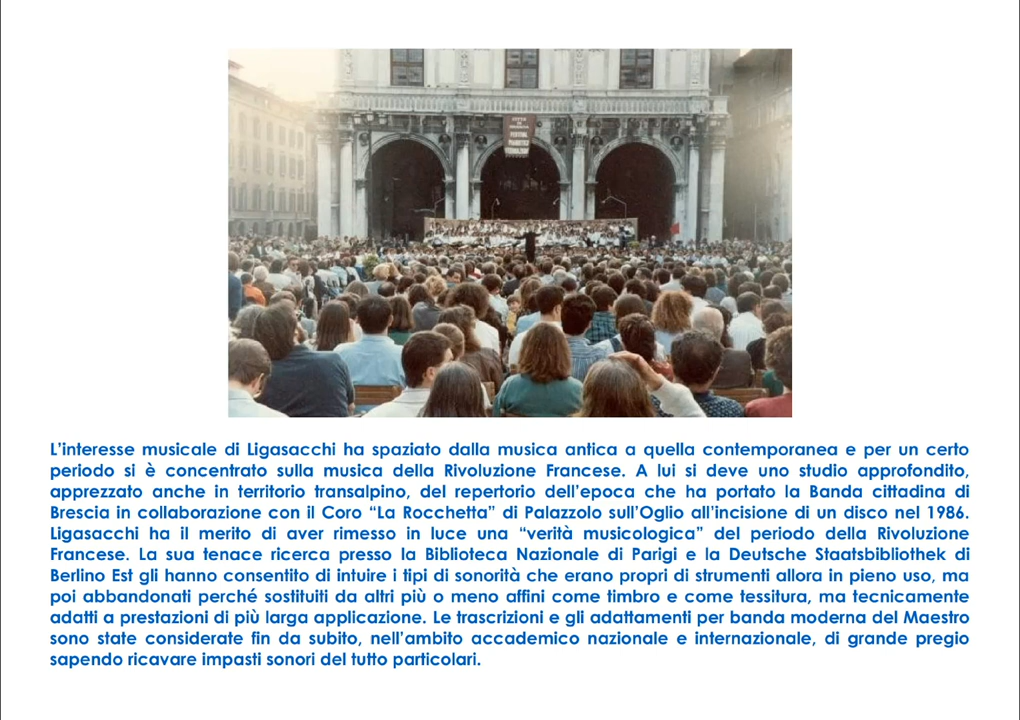 CITTÀ
DI
BRESCIA
FESTIVAL
PIANISTICO
L’interesse musicale di Ligasacchi ha spaziato dalla musica antica a quella contemporanea e per un certo
periodo si è concentrato sulla musica della Rivoluzione Francese. A lui si deve uno studio approfondito,
apprezzato anche in territorio transalpino, del repertorio dell’epoca che ha portato la Banda cittadina di
Brescia in collaborazione con il Coro “La Rocchetta” di Palazzolo sull’Oglio all’incisione di un disco nel 1986.
Ligasacchi ha il merito di aver rimesso in luce una “verità musicologica” del periodo della Rivoluzione
Francese. La sua tenace ricerca presso la Biblioteca Nazionale di Parigi e la Deutsche Staatsbibliothek di
Berlino Est gli hanno consentito di intuire i tipi di sonorità che erano propri di strumenti allora in pieno uso, ma
poi abbandonati perché sostituiti da altri più o meno affini come timbro e come tessitura, ma tecnicamente
adatti a prestazioni di più larga applicazione. Le trascrizioni e gli adattamenti per banda moderna del Maestro
sono state considerate fin da subito, nell’ambito accademico nazionale e internazionale, di grande pregio
sapendo ricavare impasti sonori del tutto particolari.